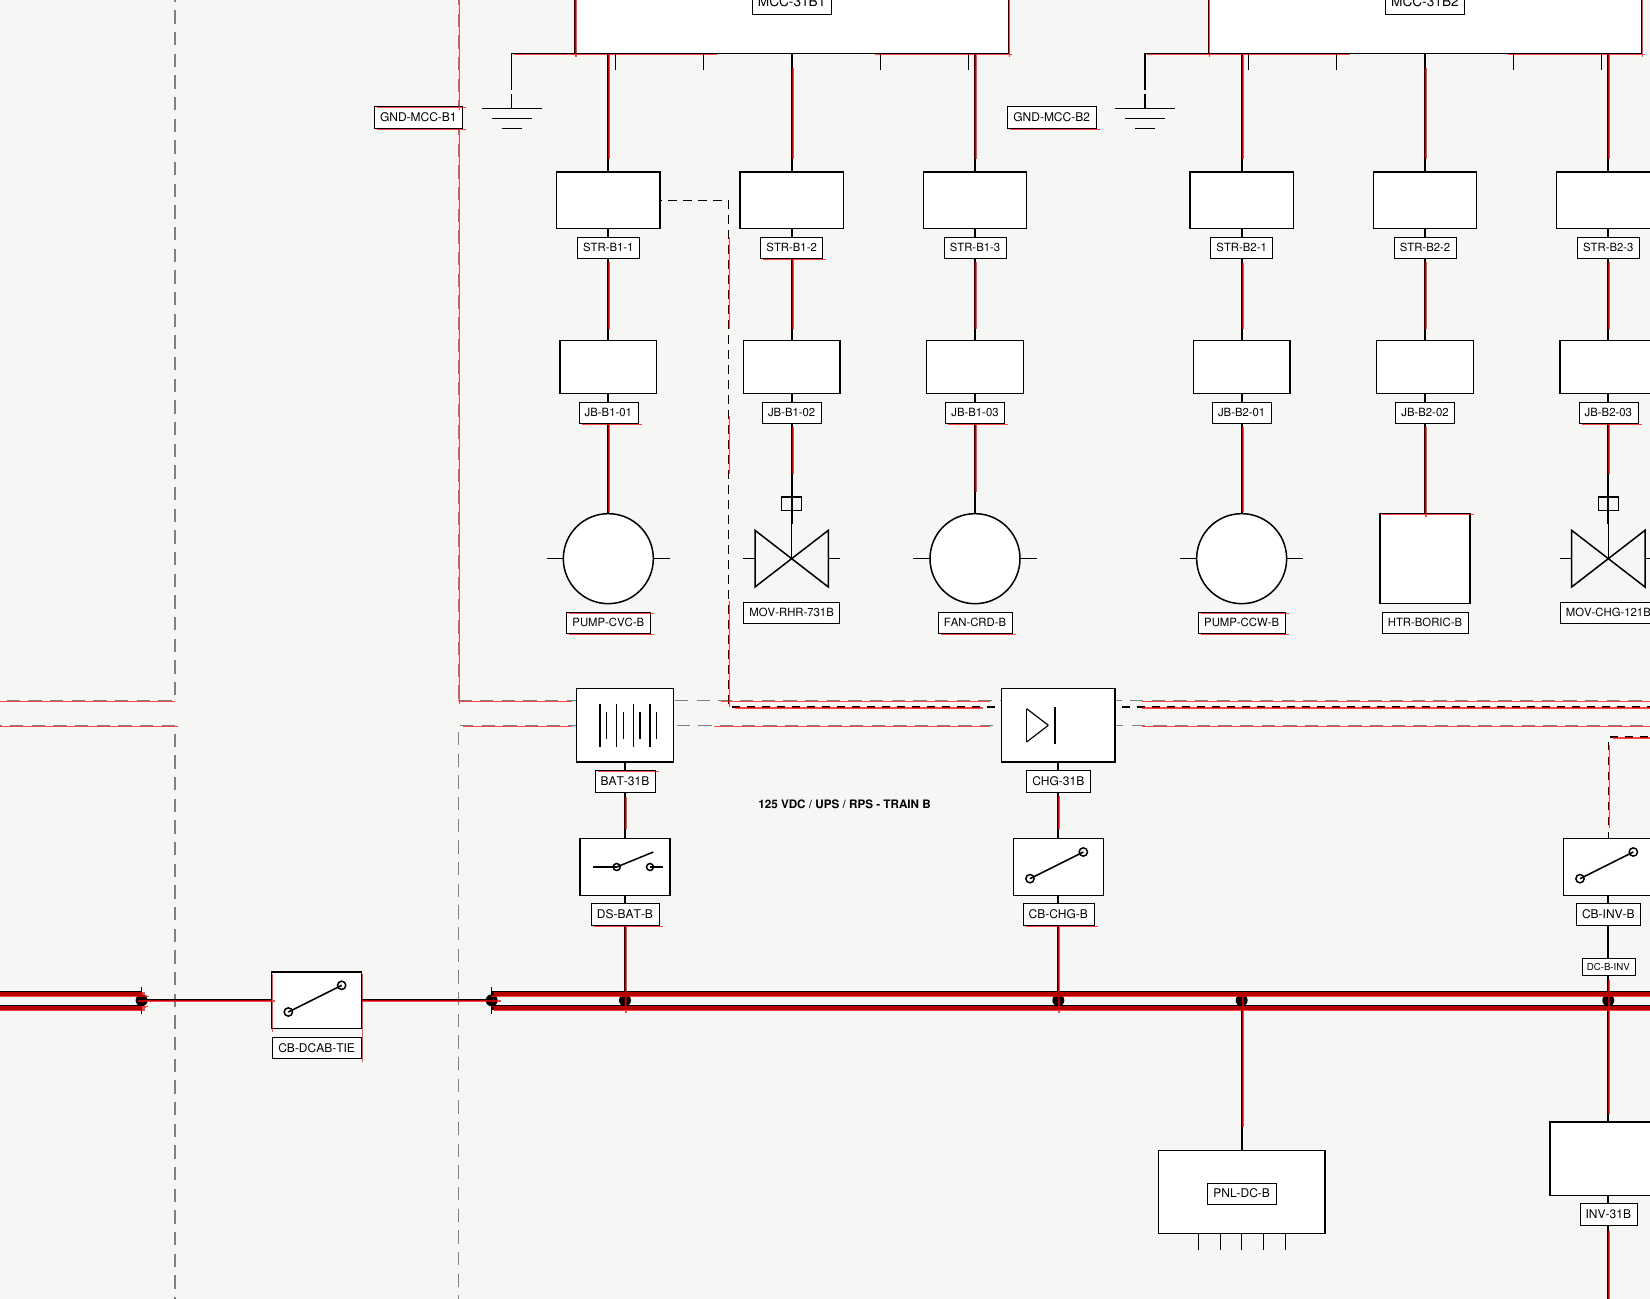 MCC-31B1
MCC-31B2
GND-MCC-B1
GND-MCC-B2
STR-B1-1
STR-B1-2
STR-B1-3
STR-B2-1
STR-B2-2
STR-B2-3
JB-B1-01
JB-B1-02
JB-B1-03
JB-B2-01
JB-B2-02
JB-B2-03
PUMP-CVC-B
MOV-RHR-731B
FAN-CRD-B
PUMP-CCW-B
HTR-BORIC-B
MOV-CHG-121B
BAT-31B
CHG-31B
125 VDC / UPS / RPS - TRAIN B
DS-BAT-B
CB-CHG-B
CB-INV-B
DC-B-INV
CB-DCAB-TIE
PNL-DC-B
INV-31B